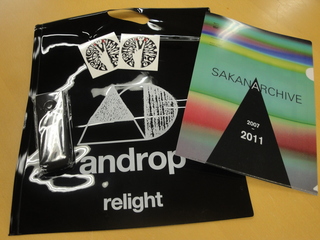 androp
relight
SAKANARCHIVE
2007
2011